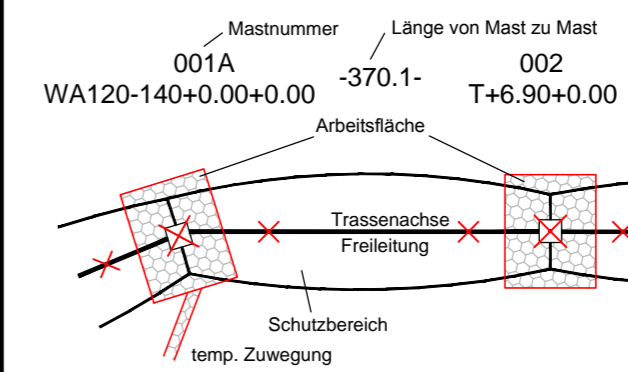 Mastnummer
Länge von Mast zu Mast
001A
-370.1-
002
WA120-140+0.00+0.00
T+6.90+0.00
Arbeitsfläche
Trassenachse
Freileitung
Schutzbereich
temp. Zuwegung